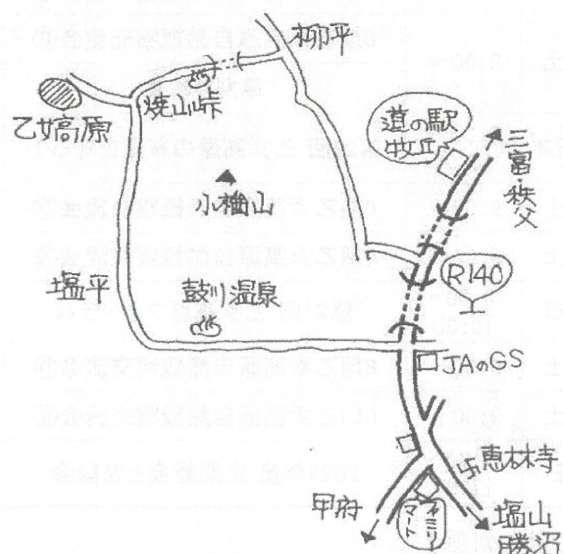 柳平
焼山峠
乙女高原
道の駅
牧丘
三富・秩父
小楢山
R140
塩平
鼓川温泉
JAのGS
恵林寺
甲府
ファミリー
マート
塩山
勝沼